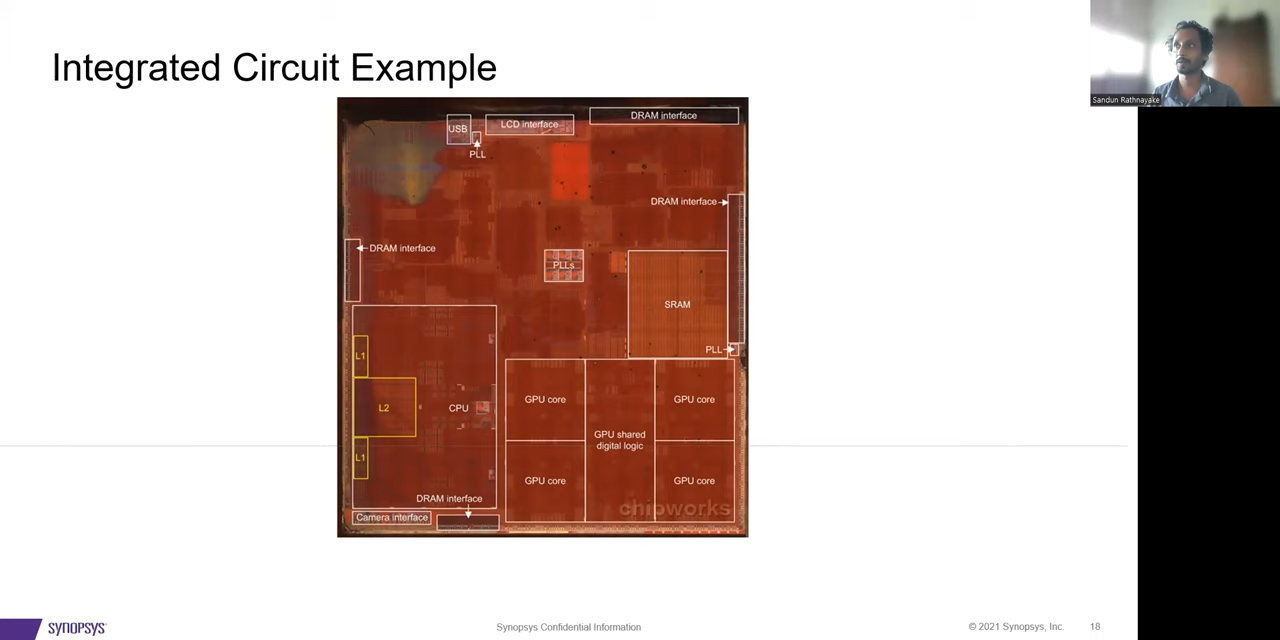 Sandun Rathnayake
Integrated Circuit Example
USB
LCD interface
DRAM interface
PLL
DRAM interface
DRAM interface
PLLs
SRAM
PLL
L1
L2
CPU
L1
GPU core
GPU core
GPU shared
digital logic
GPU core
GPU core
DRAM interface
Camera interface
chipworks
SYNOPSYS
Synopsys Confidential Information
© 2021 Synopsys, Inc.
18